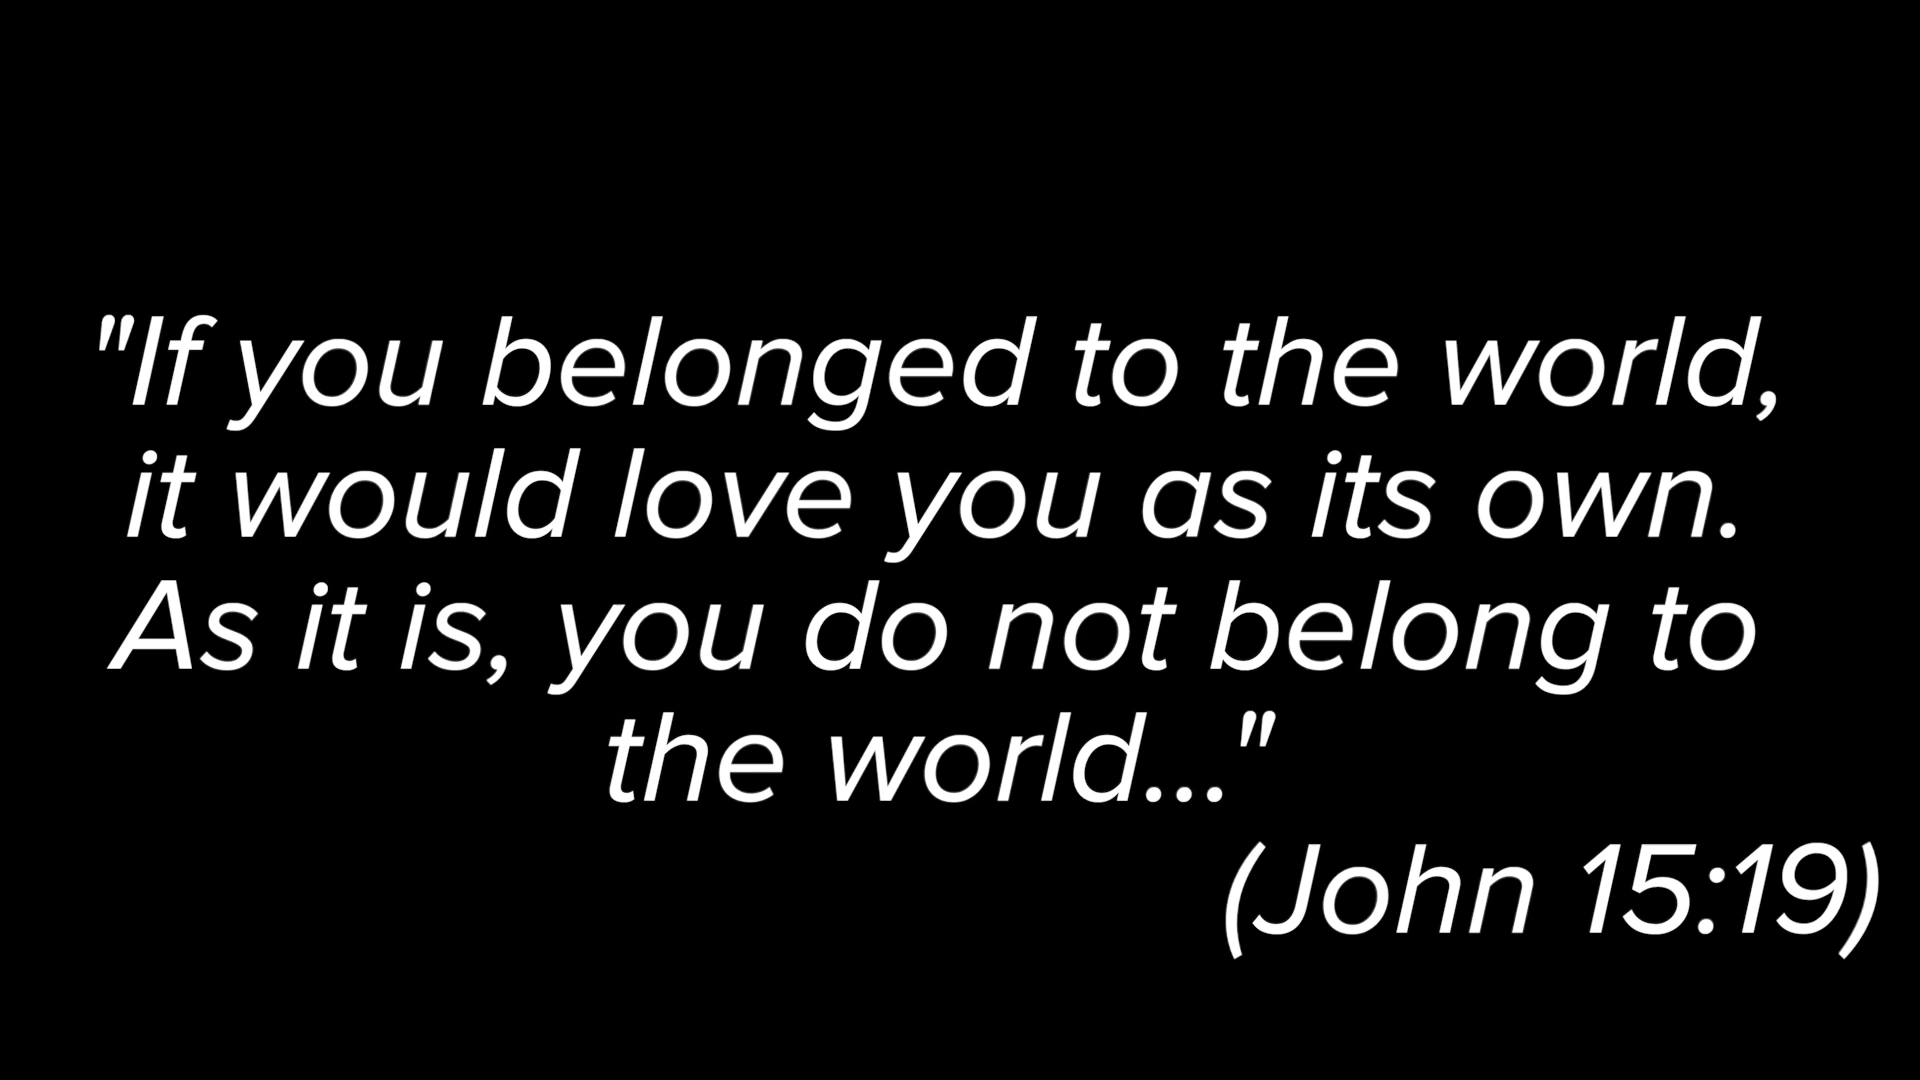 "If you belonged to the world,
it would love you as its own.
As it is, you do not belong to
the world..."
(John 15:19)